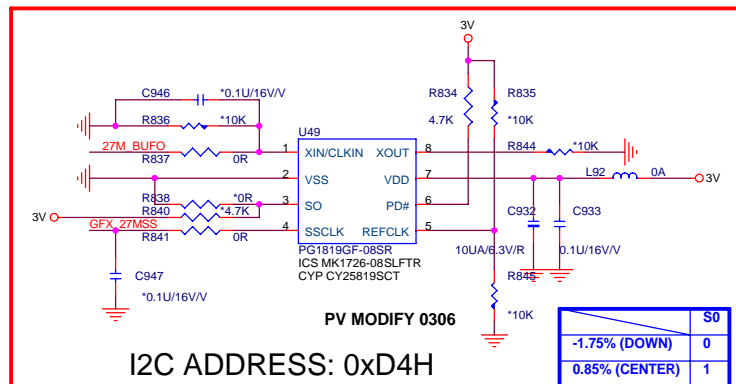 3V
C946
*0.1U/16V/V
R836
*10K
27M_BUFO
R837
0R
R834
4.7K
R835
*10K
U49
1
XIN/CLKIN
XOUT
8
R844
*10K
2
VSS
VDD
7
L92
0A
3V
R838
*0R
3
SO
PD#
6
3V
R840
*4.7K
GFX_27MSS
R841
0R
4
SSCLK
REFCLK
5
C932
10UA/6.3V/R
C933
0.1U/16V/V
PG1819GF-08SR
ICS MK1726-08SLFTR
CYP CY25819SCT
C947
*0.1U/16V/V
R845
*10K
PV MODIFY 0306
I2C ADDRESS: 0xD4H
S0
-1.75% (DOWN)
0
0.85% (CENTER)
1